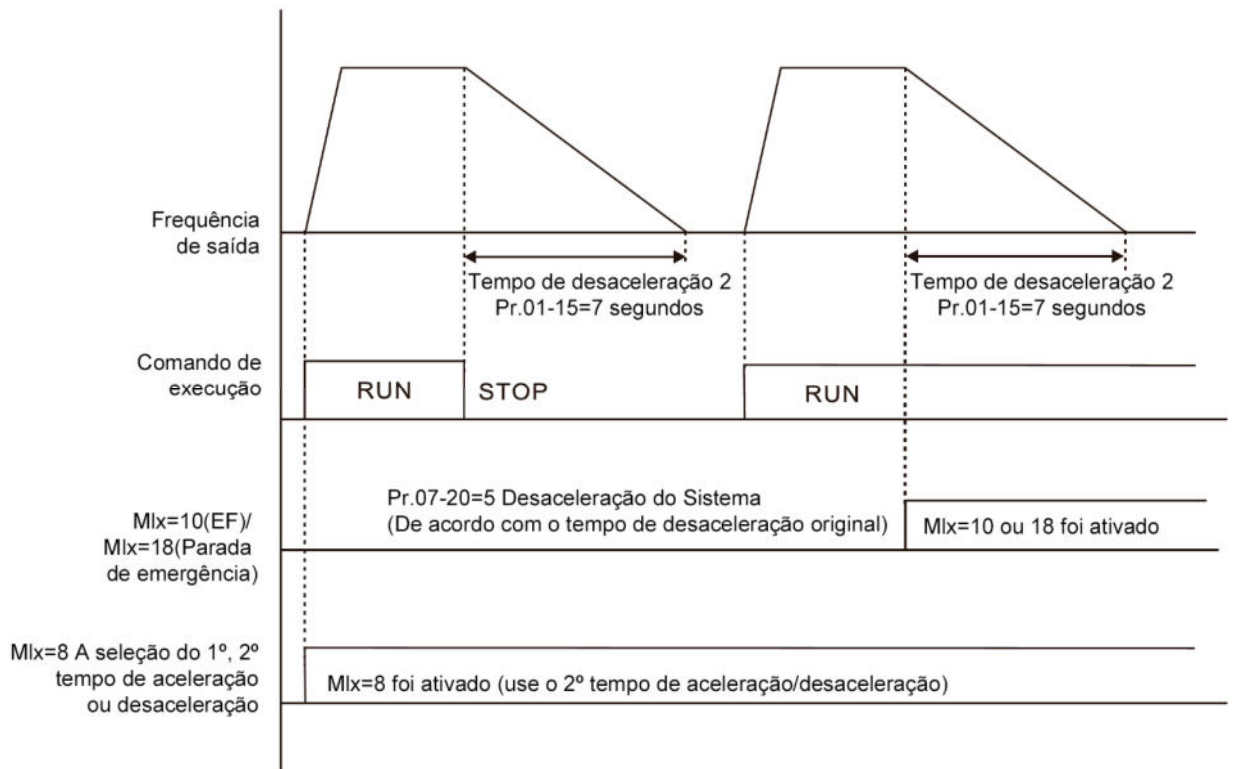 Frequência
de saída
Tempo de desaceleração 2
Pr.01-15=7 segundos
Tempo de desaceleração 2
Pr.01-15=7 segundos
Comando de
execução
RUN
STOP
RUN
Pr.07-20=5 Desaceleração do Sistema
(De acordo com o tempo de desaceleração original)
MIx=10(EF)/
MIx=18(Parada
de emergência)
MIx=10 ou 18 foi ativado
MIx=8 A seleção do 1º, 2º
tempo de aceleração
ou desaceleração
MIx=8 foi ativado (use o 2º tempo de aceleração/desaceleração)